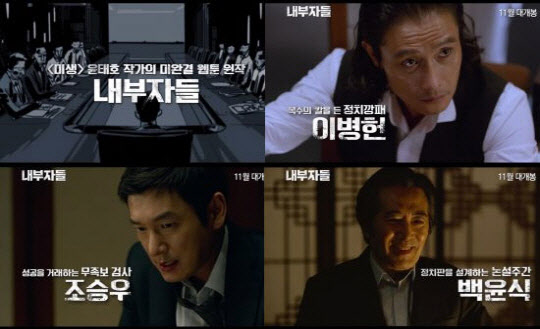 <미생> 윤태호 작가의 미완결 웹툰 원작
내부자들
내부자들
11월 대개봉
복수의 칼을 든 정치깡패
이병헌
내부자들
11월 대개봉
성공을 거래하는 무족보 검사
조승우
내부자들
11월 대개봉
정치판을 설계하는 논설주간
백윤식